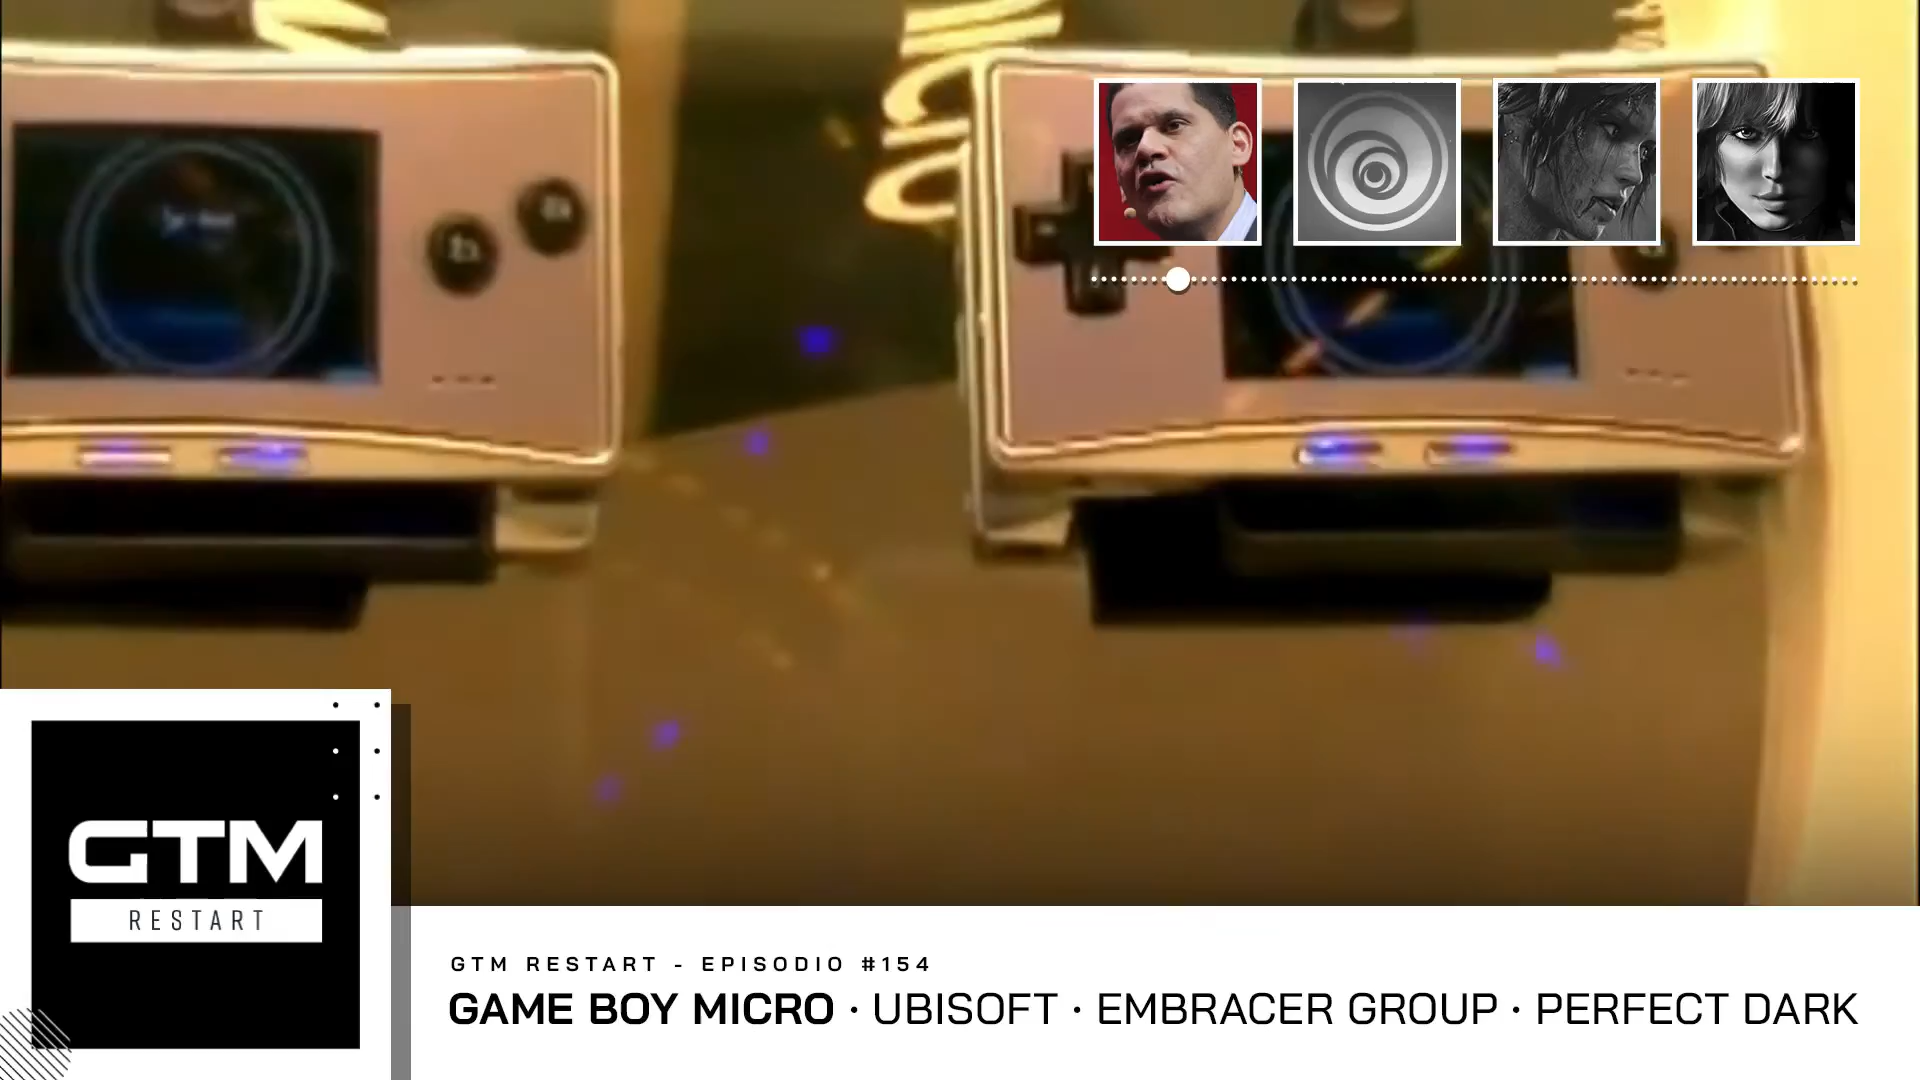 b
a
GTM
RESTART
GTM RESTART - EPISODIO #154
GAME BOY MICRO · UBISOFT · EMBRACER GROUP · PERFECT DARK